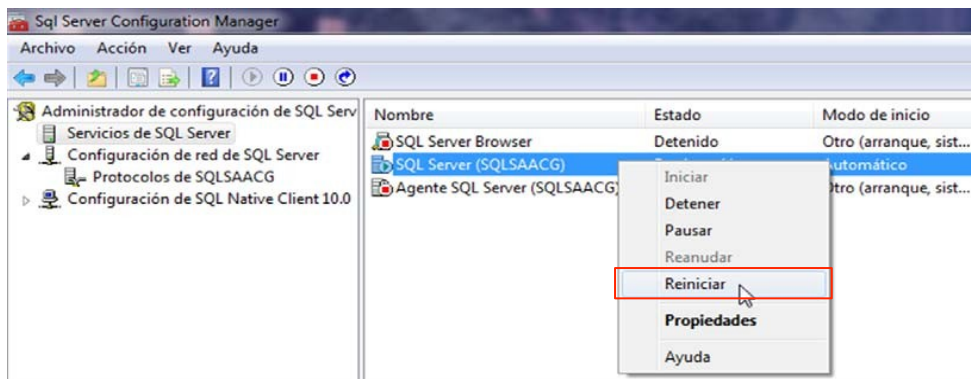 Sql Server Configuration Manager
Archivo Acción Ver Ayuda
Administrador de configuración de SQL Serv
Servicios de SQL Server
Configuración de red de SQL Server
Protocolos de SQLSAACG
Configuración de SQL Native Client 10.0
Nombre Estado Modo de inicio
SQL Server Browser Detenido Otro (arranque, sist...
SQL Server (SQLSAACG) utomático
Agente SQL Server (SQLSAACG) Otro (arranque, sist...
Iniciar
Detener
Pausar
Reanudar
Reiniciar
Propiedades
Ayuda